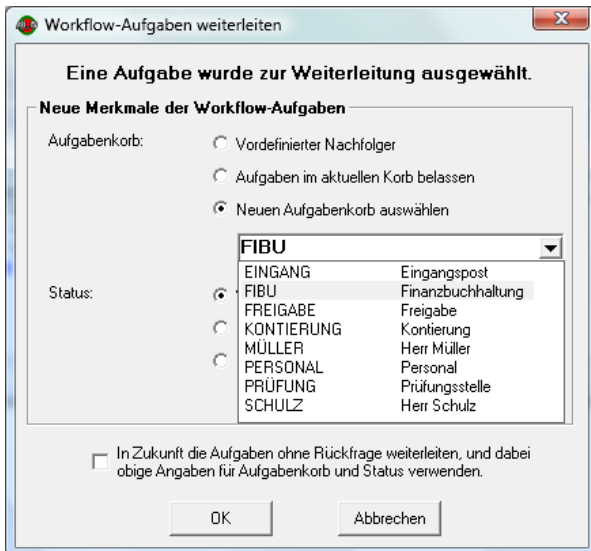 Workflow-Aufgaben weiterleiten
Eine Aufgabe wurde zur Weiterleitung ausgewählt.
Neue Merkmale der Workflow-Aufgaben
Aufgabenkorb:
Vordefinierter Nachfolger
Aufgaben im aktuellen Korb belassen
Neuen Aufgabenkorb auswählen
FIBU
EINGANG Eingangspost
Status:
FIBU Finanzbuchhaltung
FREIGABE Freigabe
KONTIERUNG Kontierung
MÜLLER Herr Müller
PERSONAL Personal
PRÜFUNG Prüfungsstelle
SCHULZ Herr Schulz
In Zukunft die Aufgaben ohne Rückfrage weiterleiten, und dabei
obige Angaben für Aufgabenkorb und Status verwenden.
OK
Abbrechen